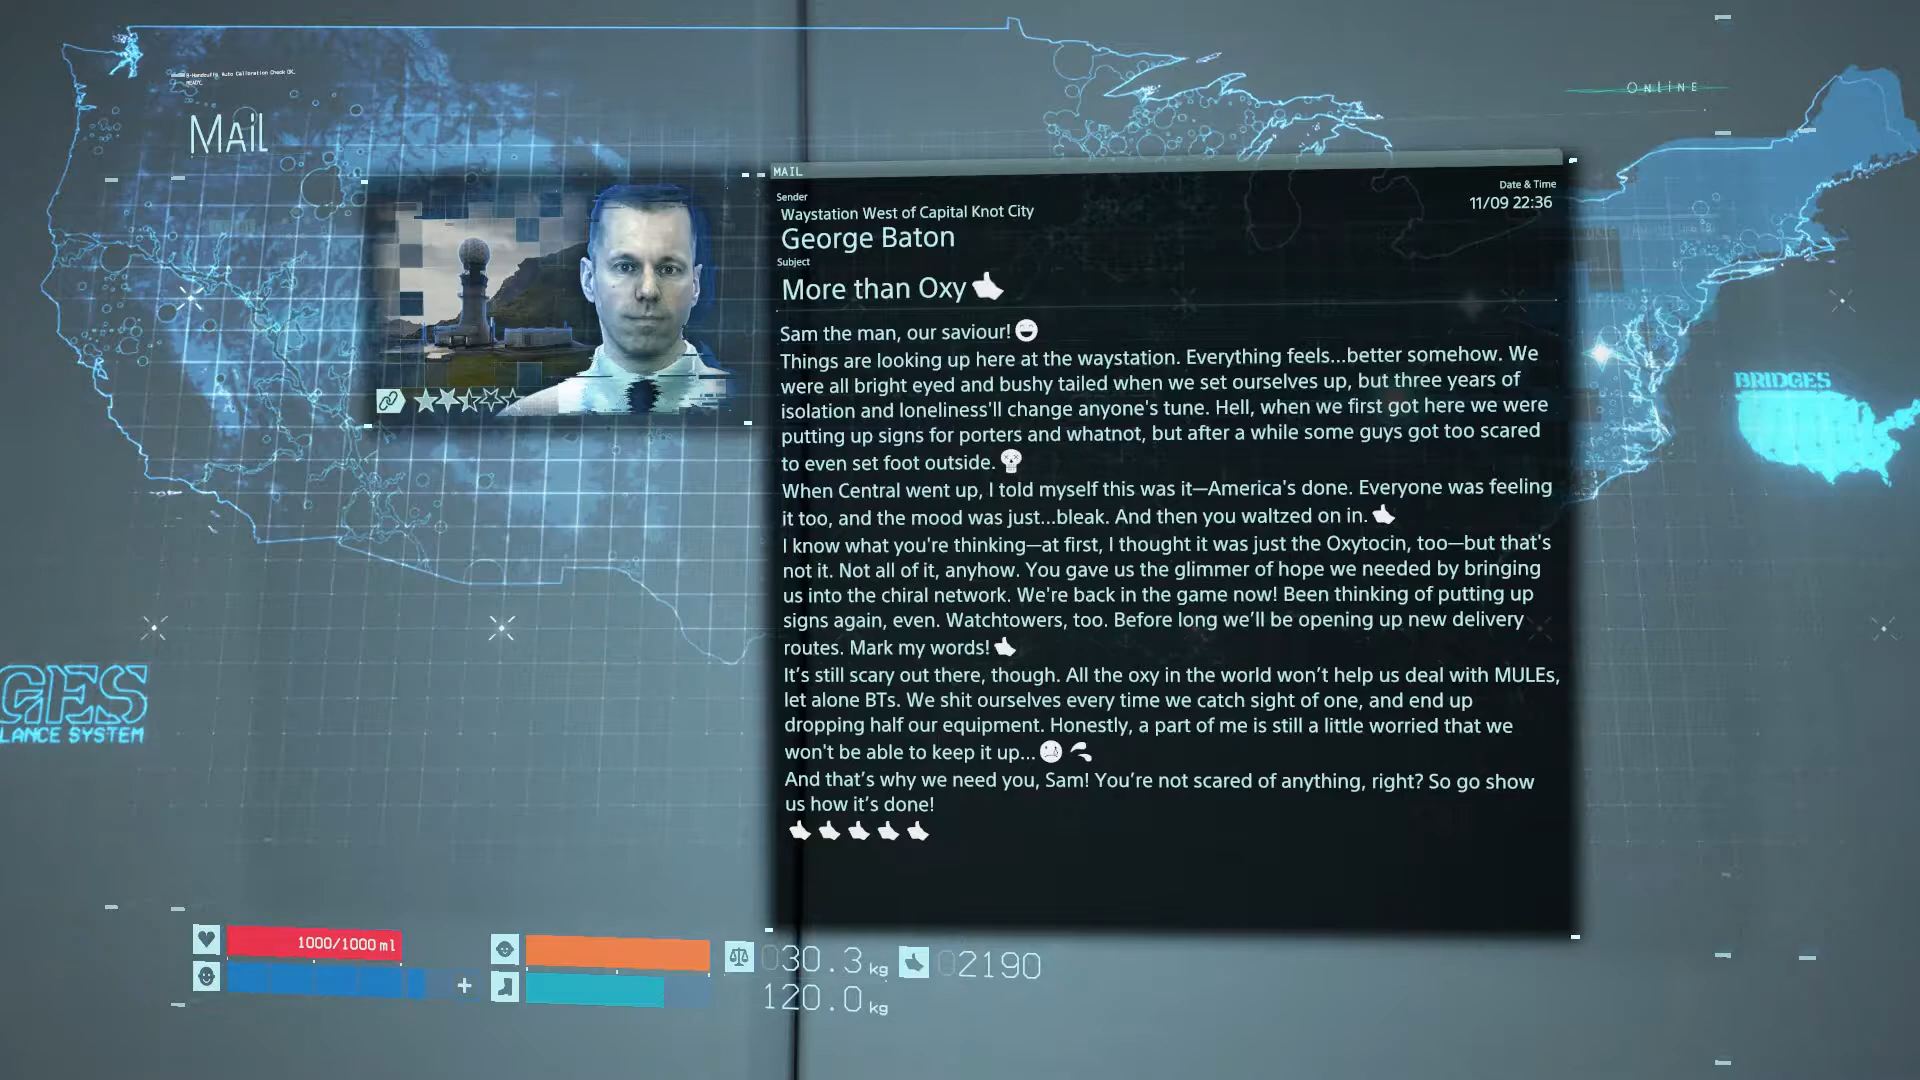 B-Handcuffs Auto Calibration Check OK.
READY.
MAiL
ONLiNE
MAIL
Sender
Date & Time
Waystation West of Capital Knot City
11/09 22:36
George Baton
Subject
More than Oxy
Sam the man, our saviour!
Things are looking up here at the waystation. Everything feels...better somehow. We
were all bright eyed and bushy tailed when we set ourselves up, but three years of
isolation and loneliness'll change anyone's tune. Hell, when we first got here we were
putting up signs for porters and whatnot, but after a while some guys got too scared
to even set foot outside.
When Central went up, I told myself this was it—America's done. Everyone was feeling
it too, and the mood was just...bleak. And then you waltzed on in.
I know what you're thinking—at first, I thought it was just the Oxytocin, too—but that's
not it. Not all of it, anyhow. You gave us the glimmer of hope we needed by bringing
us into the chiral network. We're back in the game now! Been thinking of putting up
signs again, even. Watchtowers, too. Before long we’ll be opening up new delivery
routes. Mark my words!
It’s still scary out there, though. All the oxy in the world won’t help us deal with MULEs,
let alone BTs. We shit ourselves every time we catch sight of one, and end up
dropping half our equipment. Honestly, a part of me is still a little worried that we
won't be able to keep it up...
And that’s why we need you, Sam! You’re not scared of anything, right? So go show
us how it’s done!
BRIDGES
GES
LANCE SYSTEM
1000/1000 ml
030.3 kg
02190
120.0 kg